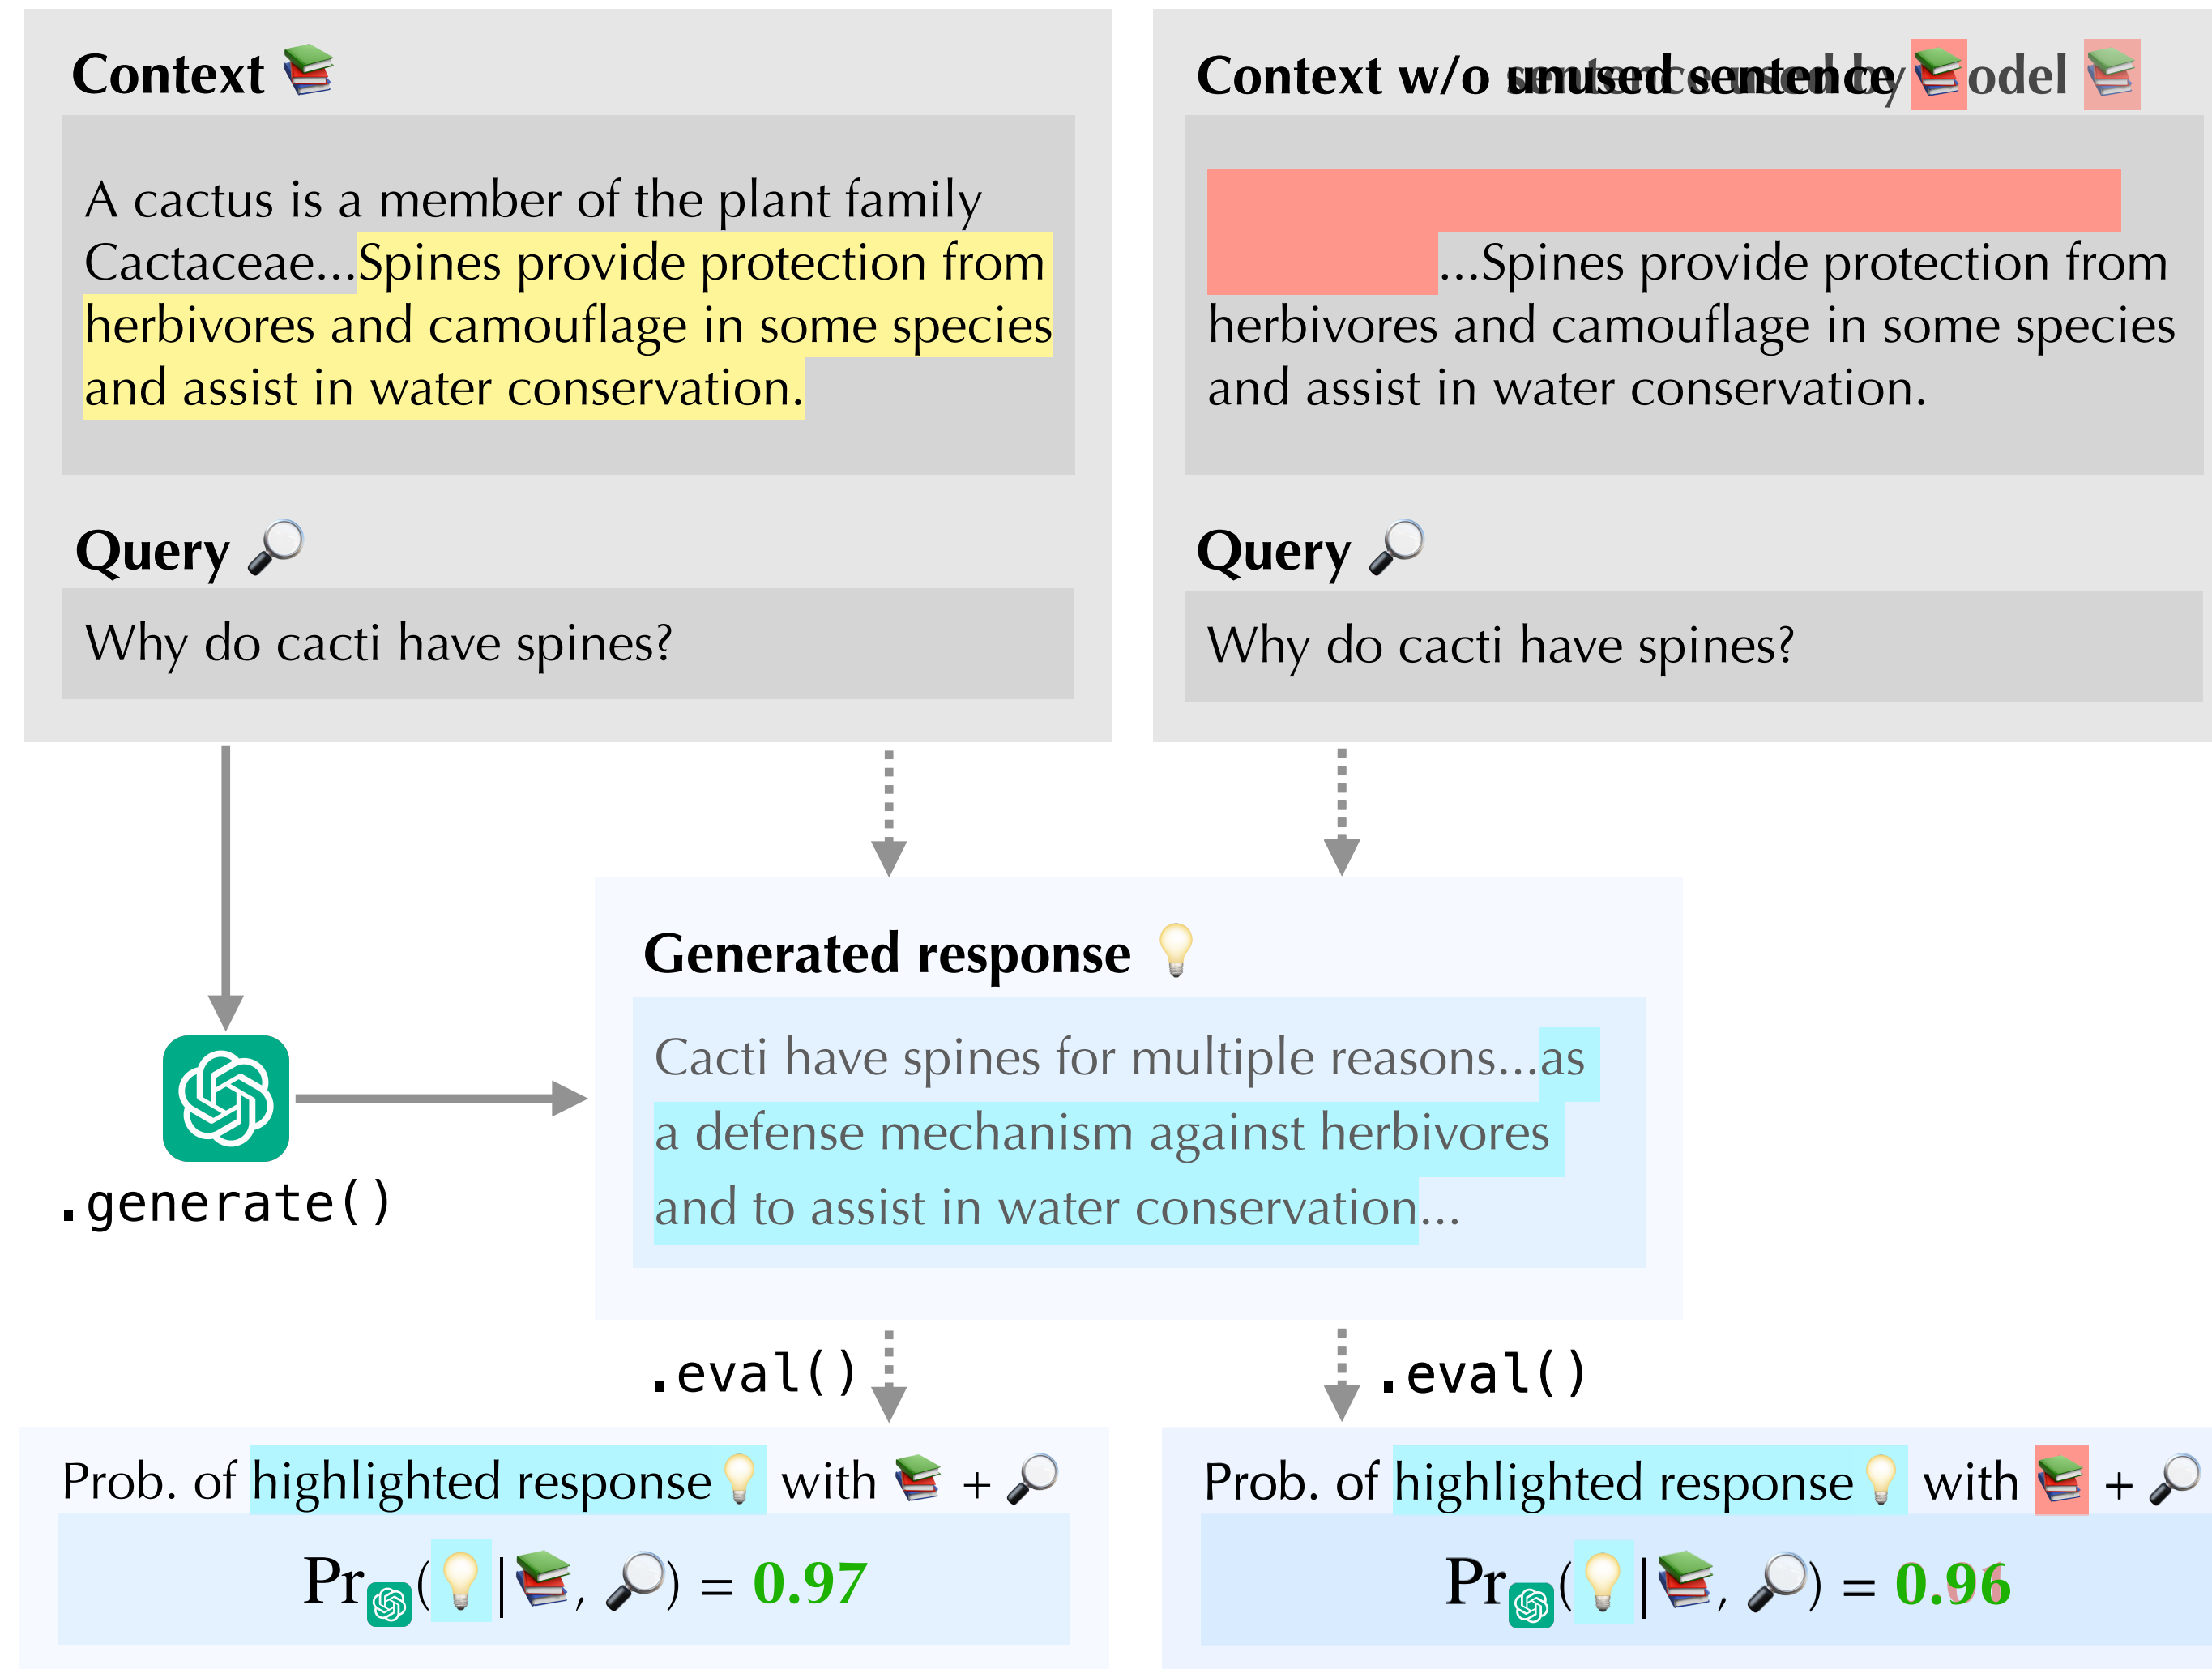 Context 📚
A cactus is a member of the plant family
Cactaceae...Spines provide protection from
herbivores and camouflage in some species
and assist in water conservation.
Query 🔎
Why do cacti have spines?
Context w/o unused sentence 📚
...Spines provide protection from
herbivores and camouflage in some species
and assist in water conservation.
Query 🔎
Why do cacti have spines?
.generate()
Generated response 💡
Cacti have spines for multiple reasons...as
a defense mechanism against herbivores
and to assist in water conservation...
.eval()
.eval()
Prob. of highlighted response💡 with 📚 + 🔎
Pr(💡|📚, 🔎) = 0.97
Prob. of highlighted response💡 with 📚 + 🔎
Pr(💡|📚, 🔎) = 0.96